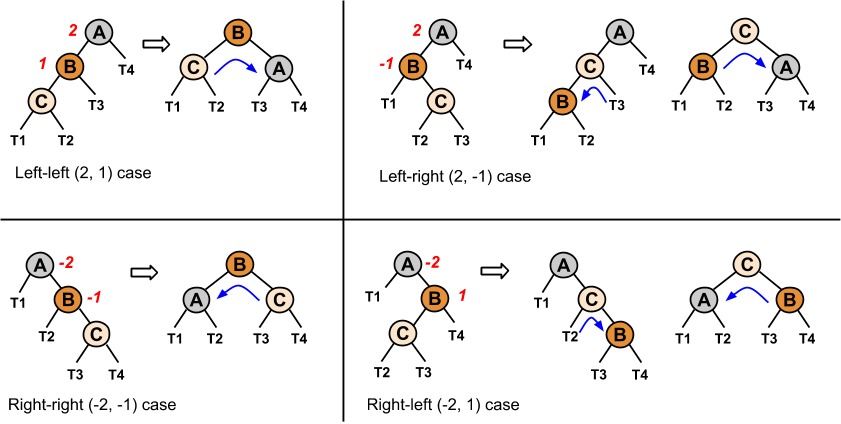 2 A
1 B T4
C T3
T1 T2
B
C A
T1 T2 T3 T4
Left-left (2, 1) case
2 A
-1 B T4
T1 C
T2 T3
A
C T4
B T3
T1 T2
C
B A
T1 T2 T3 T4
Left-right (2, -1) case
A -2
T1 B -1
T2 C
T3 T4
B
A C
T1 T2 T3 T4
Right-right (-2, -1) case
A -2
T1 B 1
C T4
T2 T3
A
T1 C
T2 B
T3 T4
C
A B
T1 T2 T3 T4
Right-left (-2, 1) case